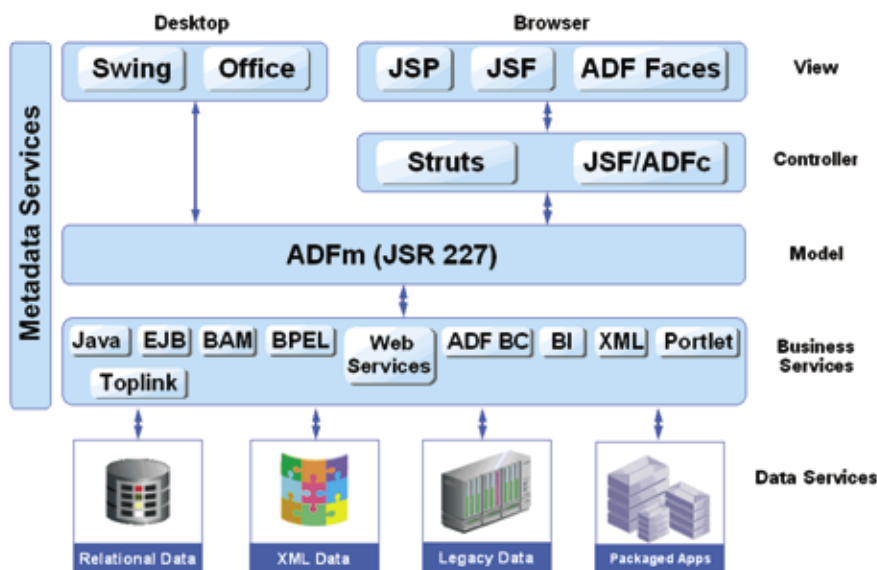 Desktop
Browser
Swing
Office
JSP
JSF
ADF Faces
View
Metadata Services
Struts
JSF/ADFc
Controller
ADFm (JSR 227)
Model
Java
EJB
BAM
BPEL
Web
Services
ADF BC
BI
XML
Portlet
Toplink
Business
Services
Data Services
Relational Data
XML Data
Legacy Data
Packaged Apps